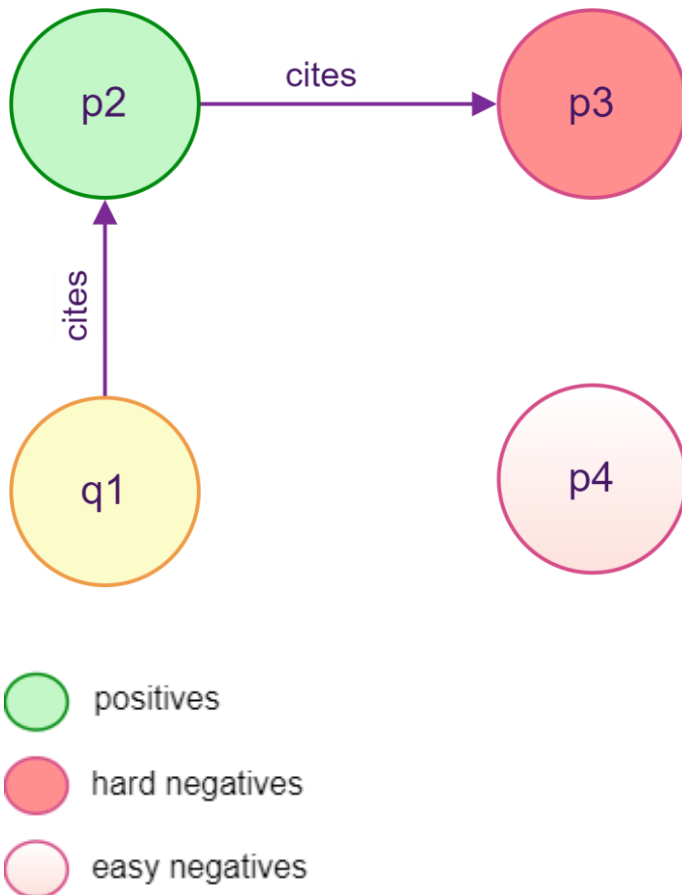 cites
p2
p3
cites
q1
p4
positives
hard negatives
easy negatives